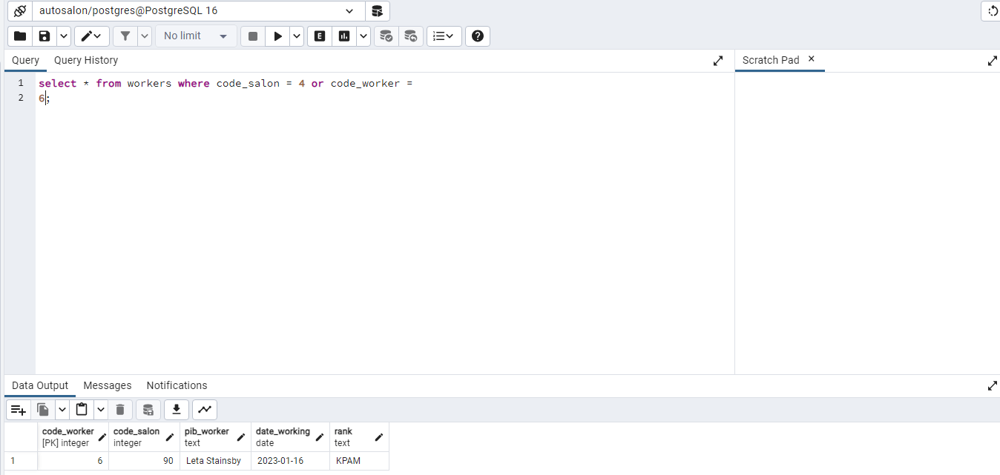 autosalon/postgres@PostgreSQL 16
No limit
E
Query Query History
Scratch Pad ×
1 select * from workers where code_salon = 4 or code_worker =
2 6;
Data Output Messages Notifications
code_worker code_salon pib_worker date_working rank
[PK] integer integer text date text
1 6 90 Leta Stainsby 2023-01-16 KPAM